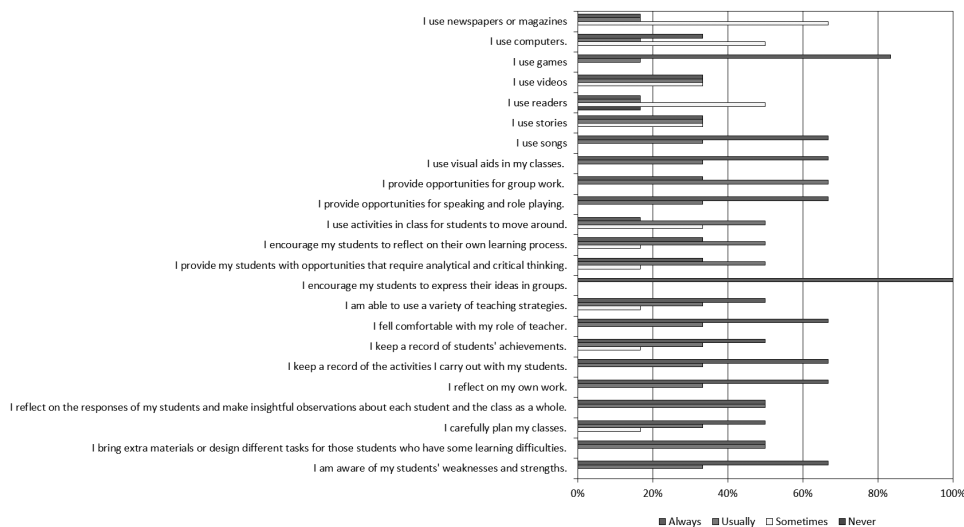 I use newspapers or magazines
I use computers.
I use games
I use videos
I use readers
I use stories
I use songs
I use visual aids in my classes.
I provide opportunities for group work.
I provide opportunities for speaking and role playing.
I use activities in class for students to move around.
I encourage my students to reflect on their own learning process.
I provide my students with opportunities that require analytical and critical thinking.
I encourage my students to express their ideas in groups.
I am able to use a variety of teaching strategies.
I fell comfortable with my role of teacher.
I keep a record of students' achievements.
I keep a record of the activities I carry out with my students.
I reflect on my own work.
I reflect on the responses of my students and make insightful observations about each student and the class as a whole.
I carefully plan my classes.
I bring extra materials or design different tasks for those students who have some learning difficulties.
I am aware of my students' weaknesses and strengths.
0% 20% 40% 60% 80% 100%
Always Usually Sometimes Never